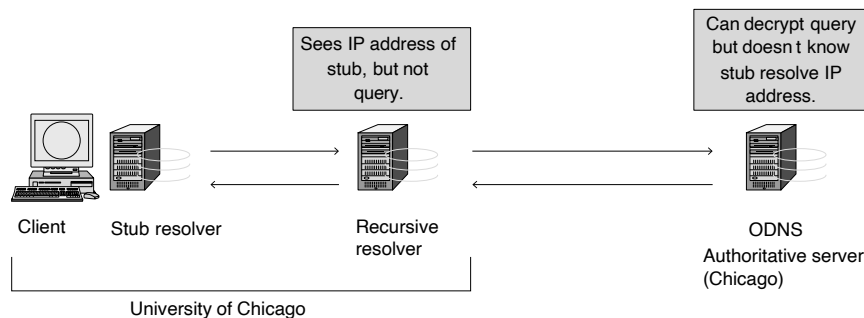 Sees IP address of
stub, but not
query.
Can decrypt query
but doesn t know
stub resolve IP
address.
Client
Stub resolver
Recursive
resolver
ODNS
Authoritative server
(Chicago)
University of Chicago